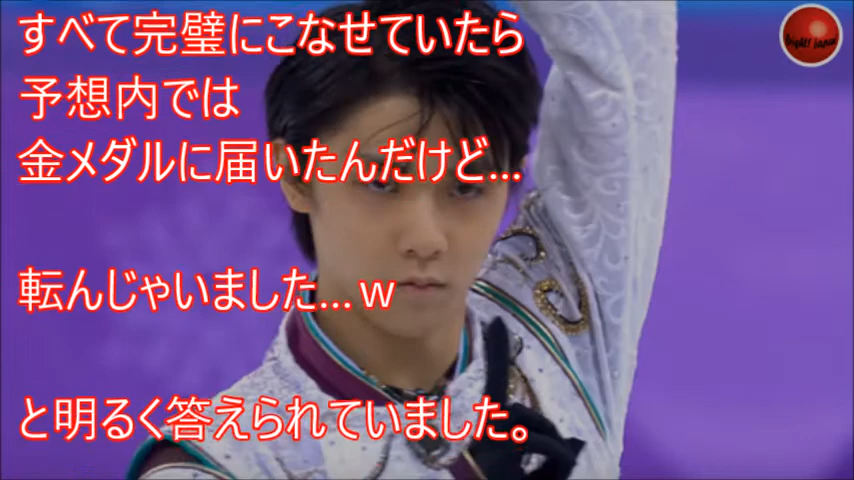 すべて完璧にこなせていたら
予想内では
金メダルに届いたんだけど…
転んじゃいました…w
と明るく答えられていました。
Bright Japan